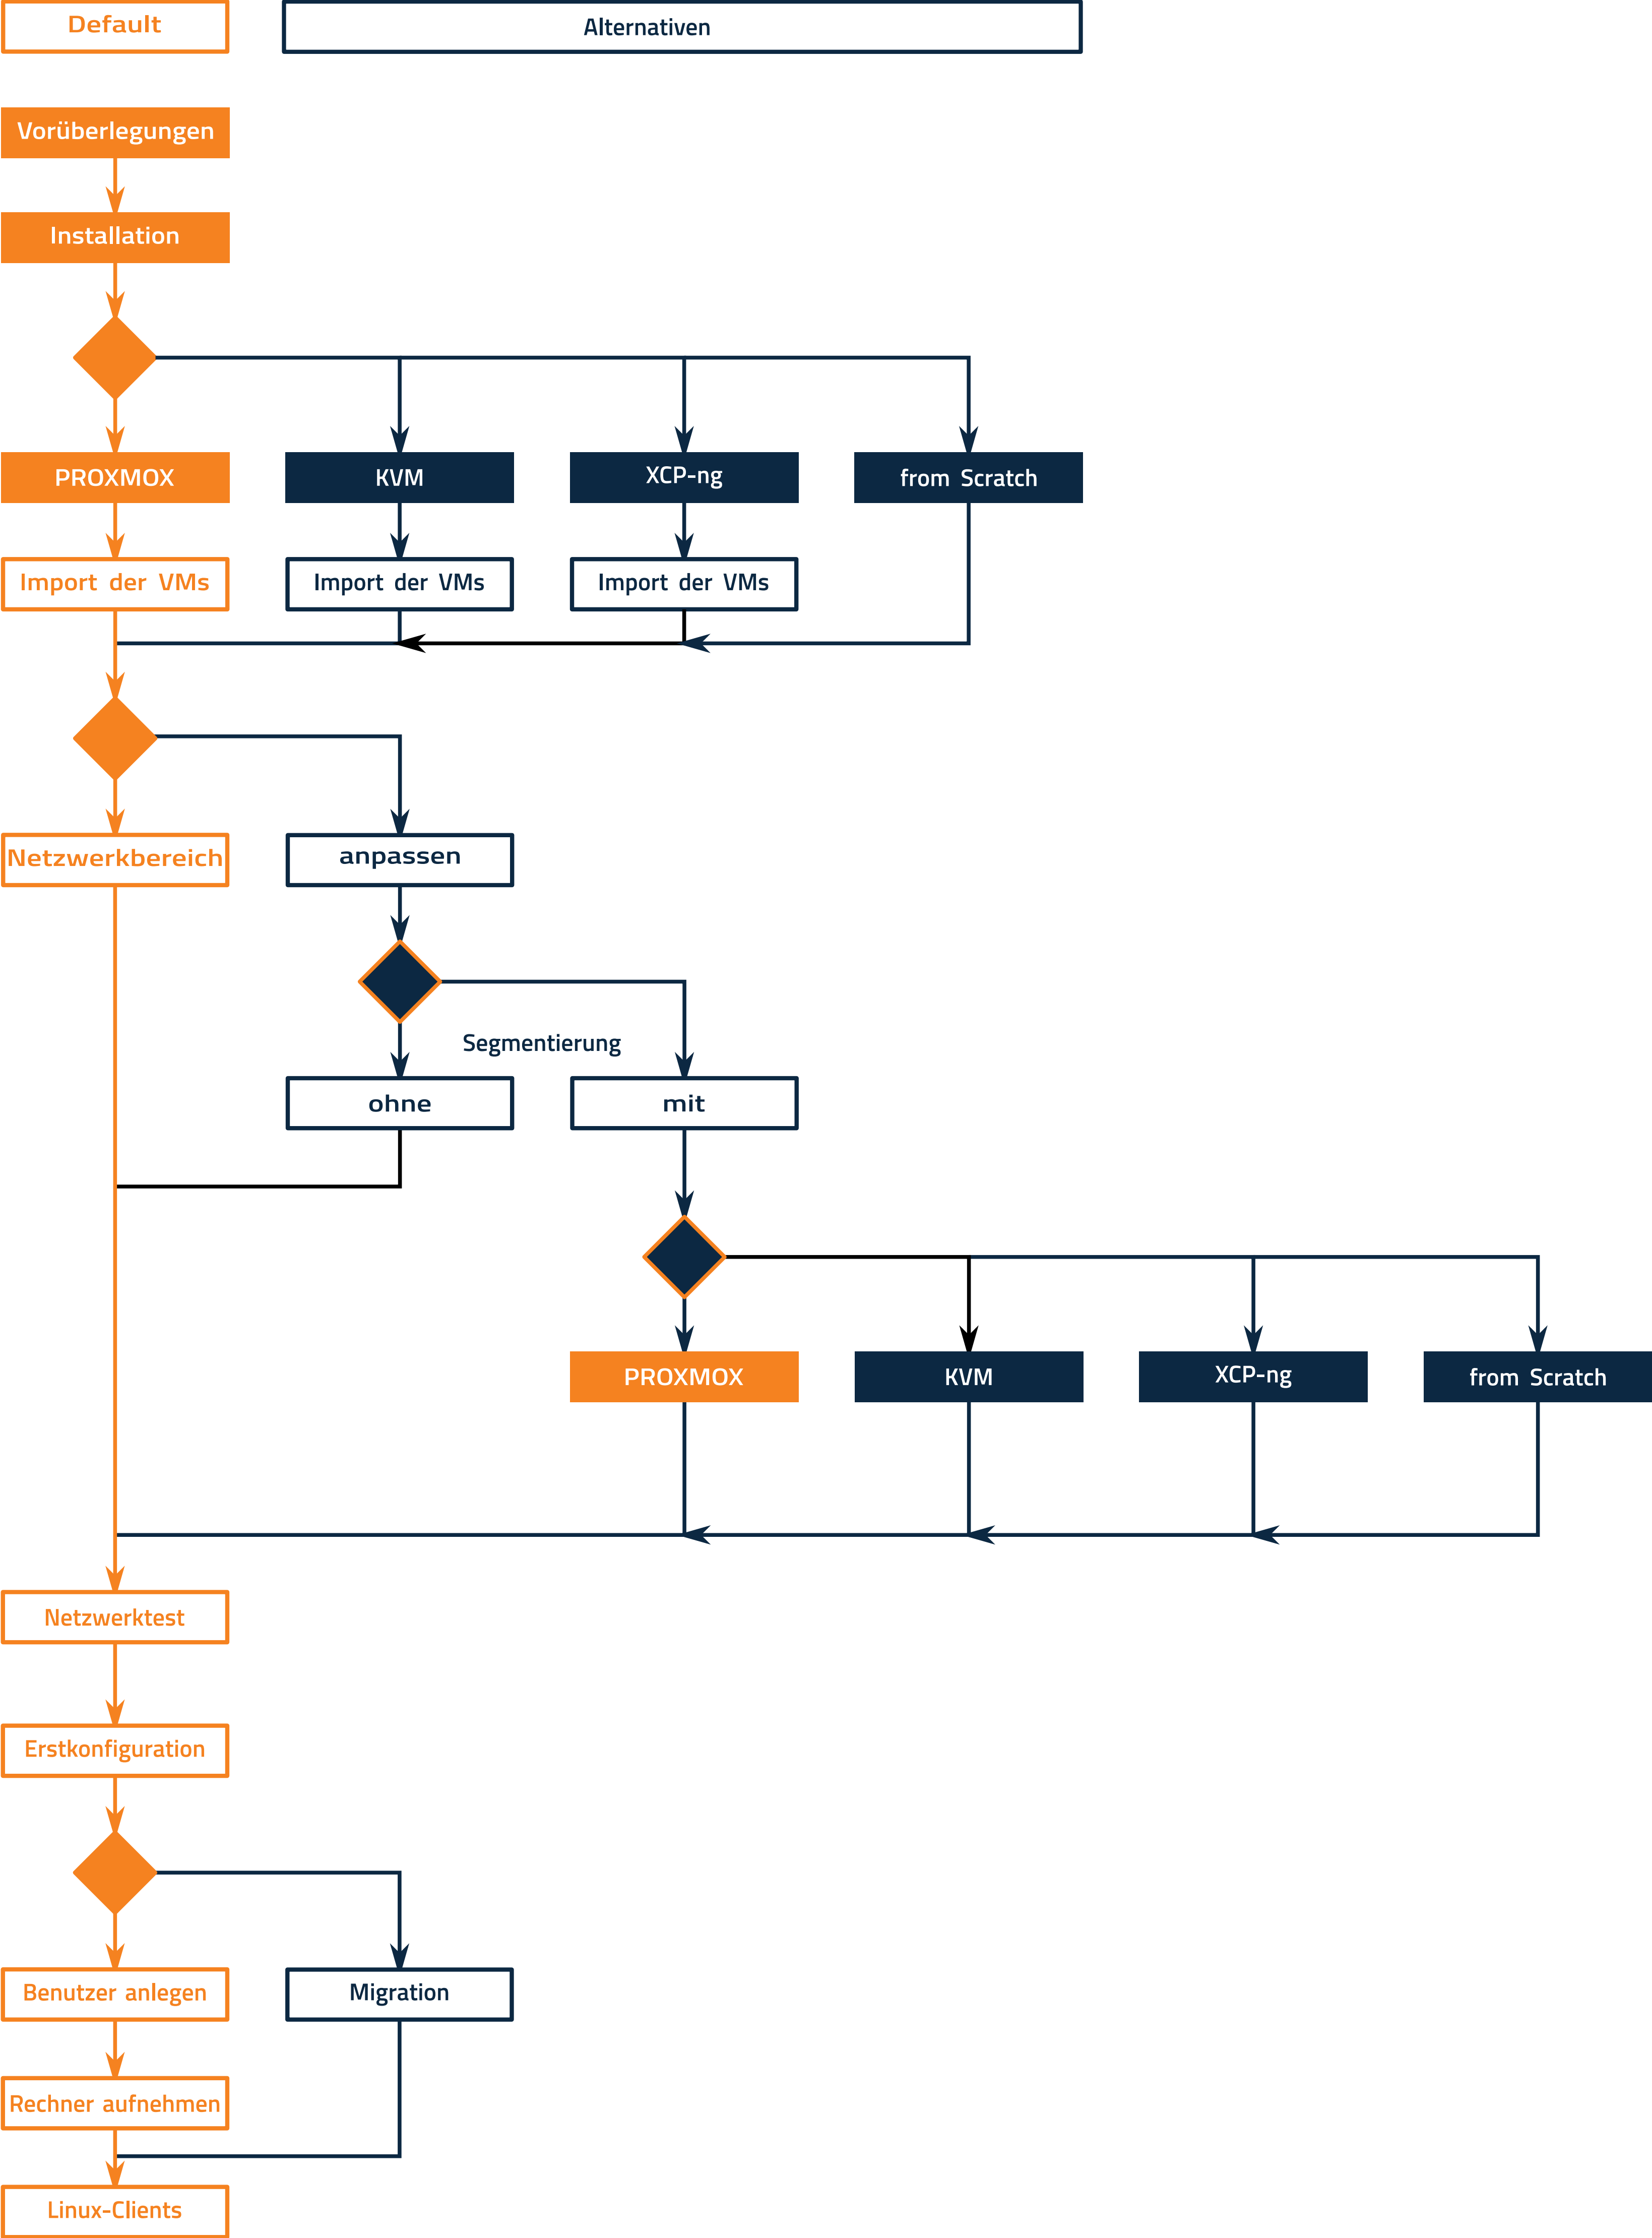 Default
Alternativen
Vorüberlegungen
Installation
PROXMOX
KVM
XCP-ng
from Scratch
Import der VMs
Import der VMs
Import der VMs
Netzwerkbereich
anpassen
Segmentierung
ohne
mit
PROXMOX
KVM
XCP-ng
from Scratch
Netzwerktest
Erstkonfiguration
Benutzer anlegen
Migration
Rechner aufnehmen
Linux-Clients